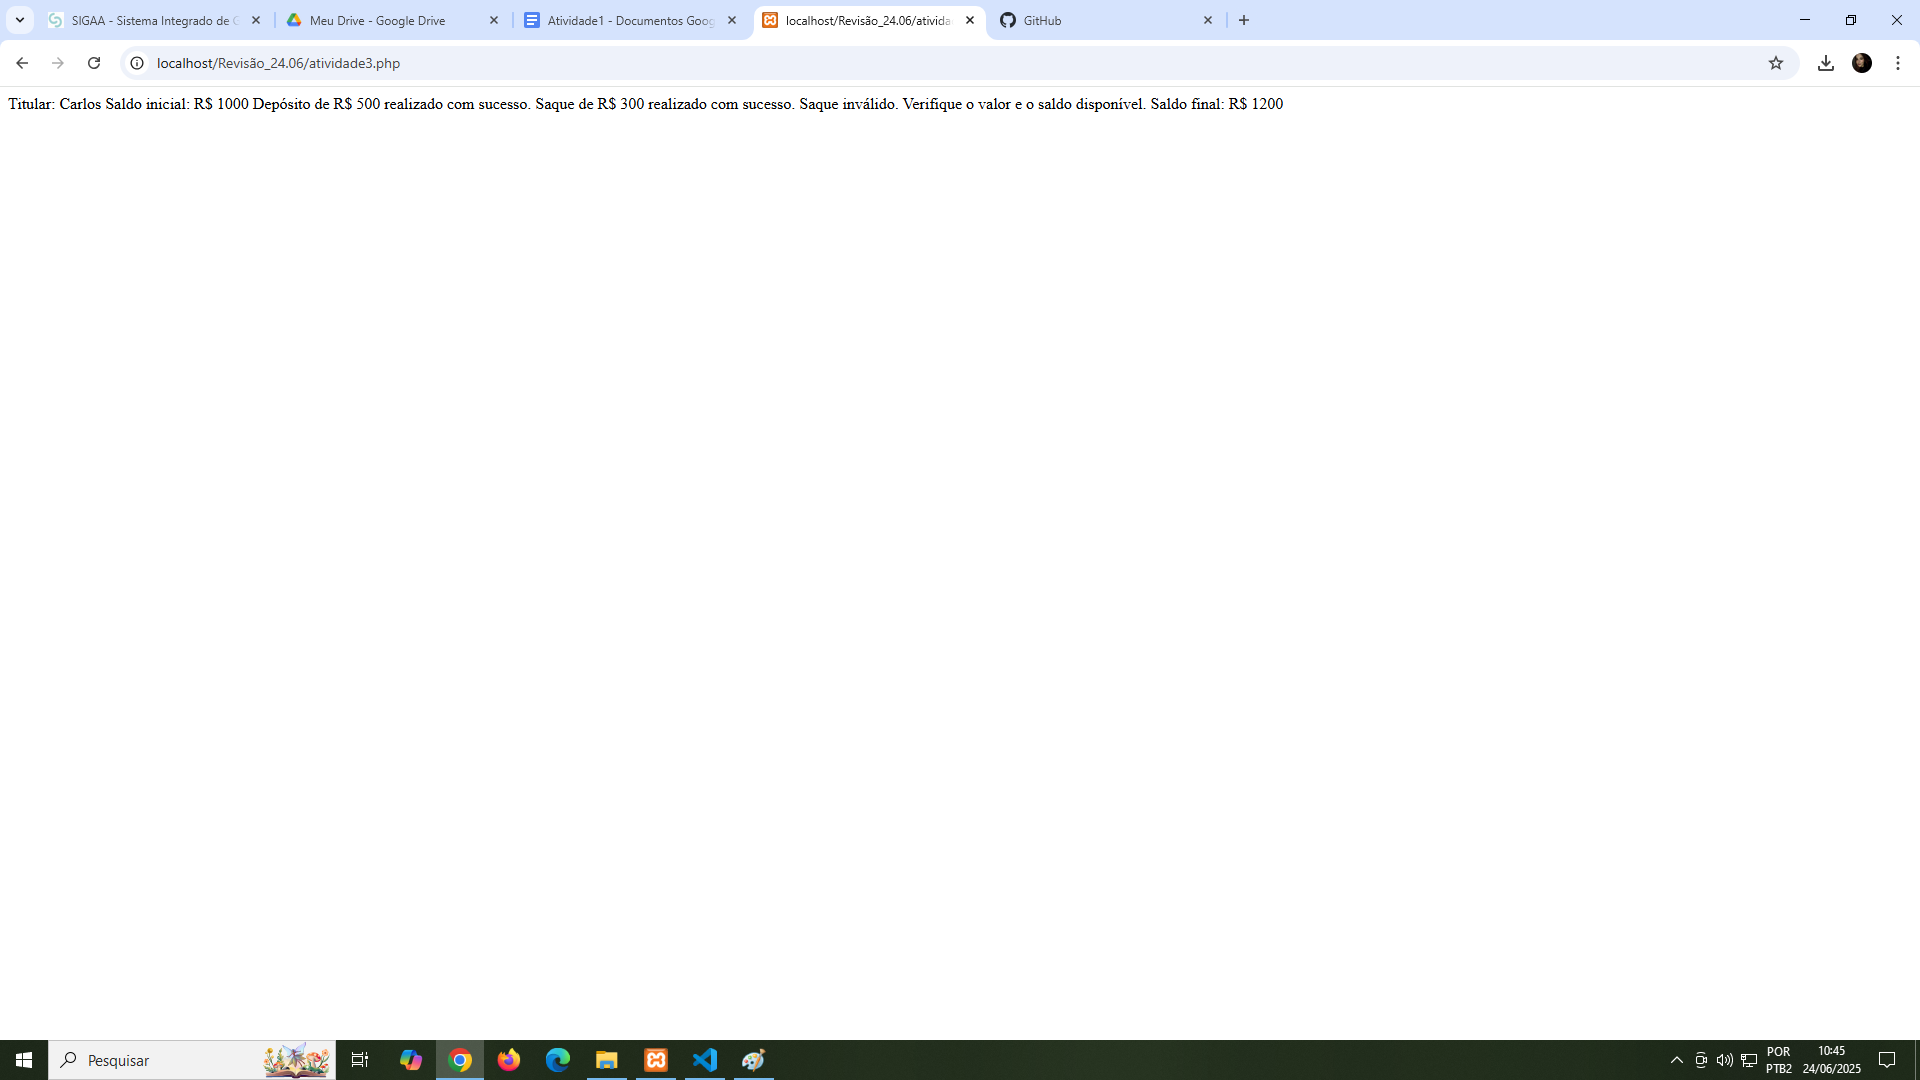 SIGAA - Sistema Integrado de G
Meu Drive - Google Drive
Atividade1 - Documentos Goog
localhost/Revisão_24.06/ativida
GitHub
localhost/Revisão_24.06/atividade3.php
Titular: Carlos Saldo inicial: R$ 1000 Depósito de R$ 500 realizado com sucesso. Saque de R$ 300 realizado com sucesso. Saque inválido. Verifique o valor e o saldo disponível. Saldo final: R$ 1200
Pesquisar
POR
PTB2
10:45
24/06/2025